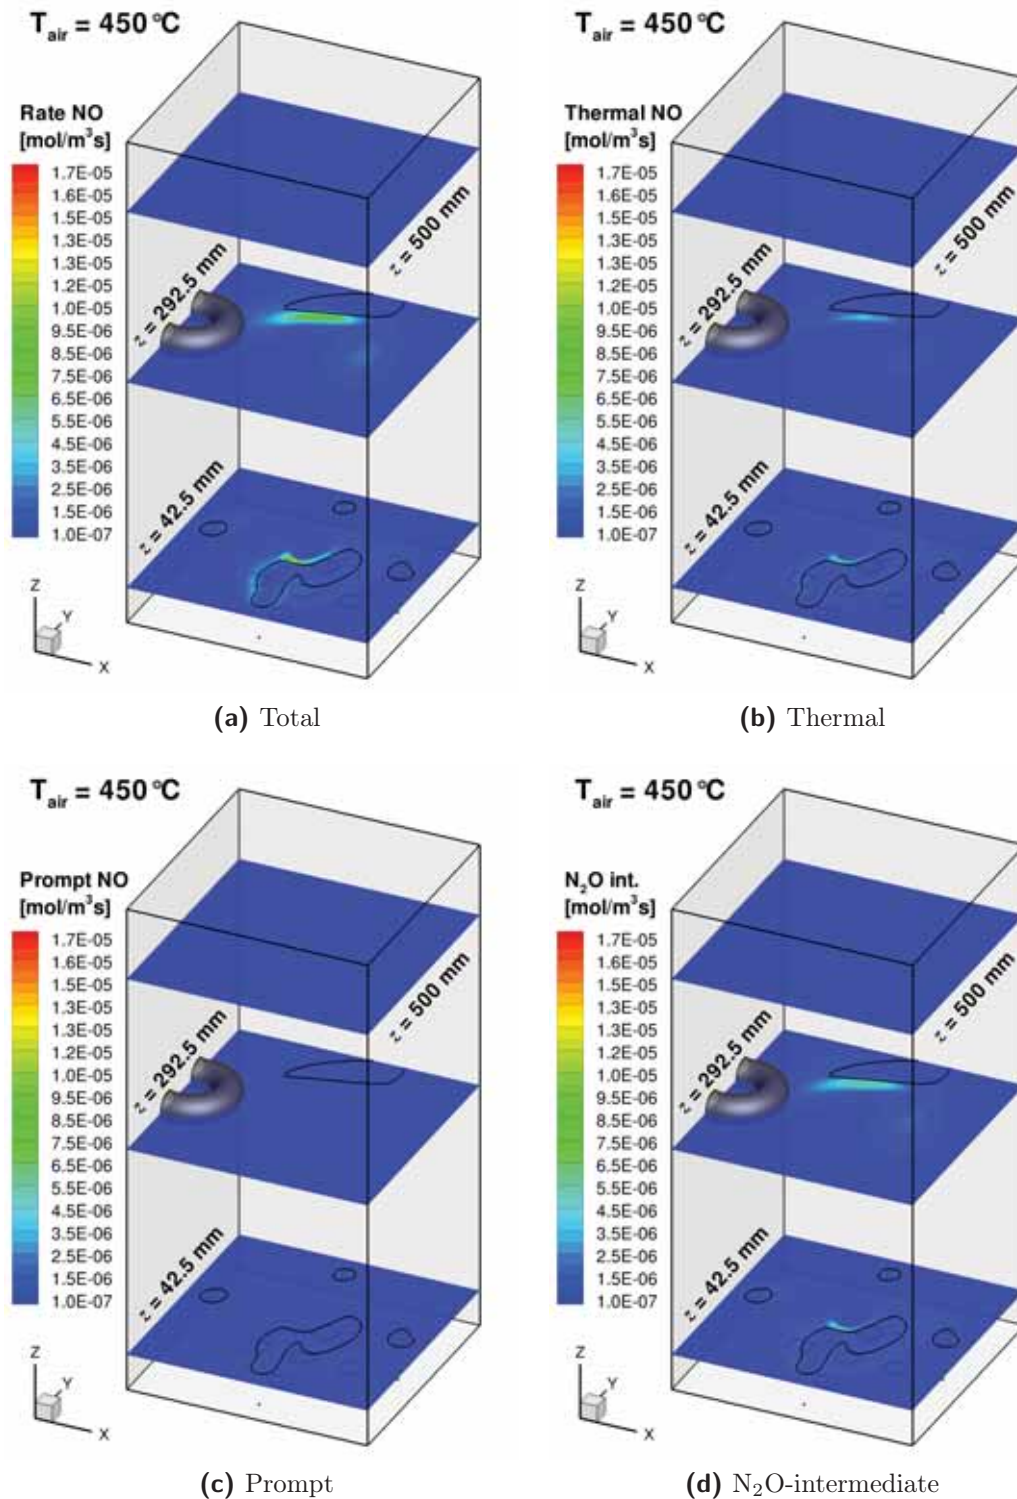 T_air = 450 °C
Rate NO
[mol/m³s]
1.7E-05
1.6E-05
1.5E-05
1.3E-05
1.2E-05
1.0E-05
9.5E-06
8.5E-06
7.5E-06
6.5E-06
5.5E-06
4.5E-06
3.5E-06
2.5E-06
1.5E-06
1.0E-07
z = 500 mm
z = 292.5 mm
z = 42.5 mm
Z
Y
X
(a) Total
T_air = 450 °C
Thermal NO
[mol/m³s]
1.7E-05
1.6E-05
1.5E-05
1.3E-05
1.2E-05
1.0E-05
9.5E-06
8.5E-06
7.5E-06
6.5E-06
5.5E-06
4.5E-06
3.5E-06
2.5E-06
1.5E-06
1.0E-07
z = 500 mm
z = 292.5 mm
z = 42.5 mm
Z
Y
X
(b) Thermal
T_air = 450 °C
Prompt NO
[mol/m³s]
1.7E-05
1.6E-05
1.5E-05
1.3E-05
1.2E-05
1.0E-05
9.5E-06
8.5E-06
7.5E-06
6.5E-06
5.5E-06
4.5E-06
3.5E-06
2.5E-06
1.5E-06
1.0E-07
z = 500 mm
z = 292.5 mm
z = 42.5 mm
Z
Y
X
(c) Prompt
T_air = 450 °C
N₂O int.
[mol/m³s]
1.7E-05
1.6E-05
1.5E-05
1.3E-05
1.2E-05
1.0E-05
9.5E-06
8.5E-06
7.5E-06
6.5E-06
5.5E-06
4.5E-06
3.5E-06
2.5E-06
1.5E-06
1.0E-07
z = 500 mm
z = 292.5 mm
z = 42.5 mm
Z
Y
X
(d) N₂O-intermediate